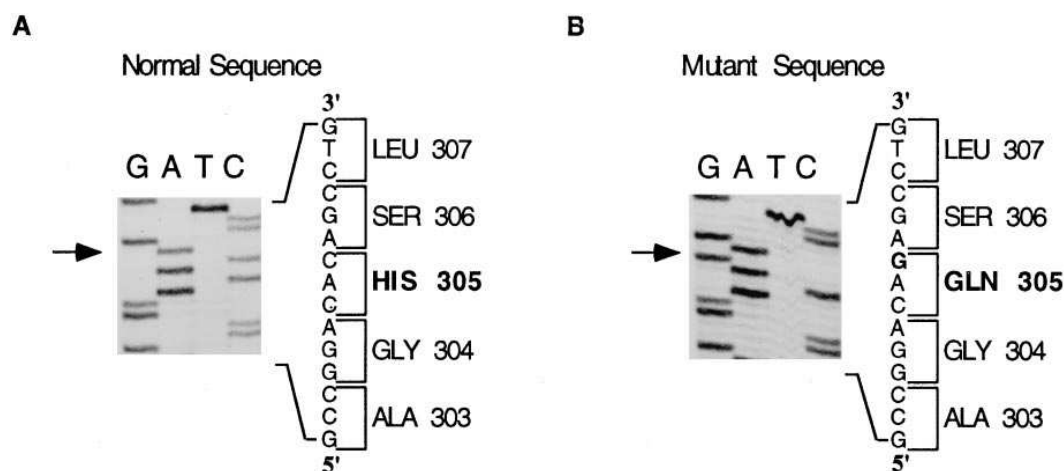 A
Normal Sequence
G A T C
3'
G
T LEU 307
C
C
G SER 306
A
C
A HIS 305
C
A
G GLY 304
G
C
C ALA 303
G
5'
B
Mutant Sequence
G A T C
3'
G
T LEU 307
C
C
G SER 306
A
G
A GLN 305
C
A
G GLY 304
G
C
C ALA 303
G
5'